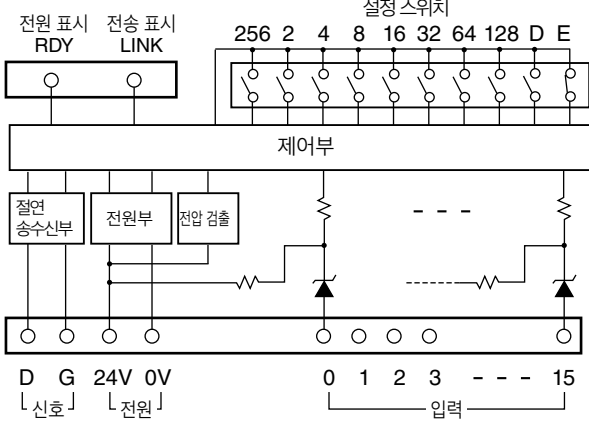 설정 스위치
전원 표시 전송 표시
RDY LINK
256 2 4 8 16 32 64 128 D E
제어부
절연
송수신부
전원부
전압 검출
- - -
D G 24V 0V 0 1 2 3 - - - 15
신호 전원 입력